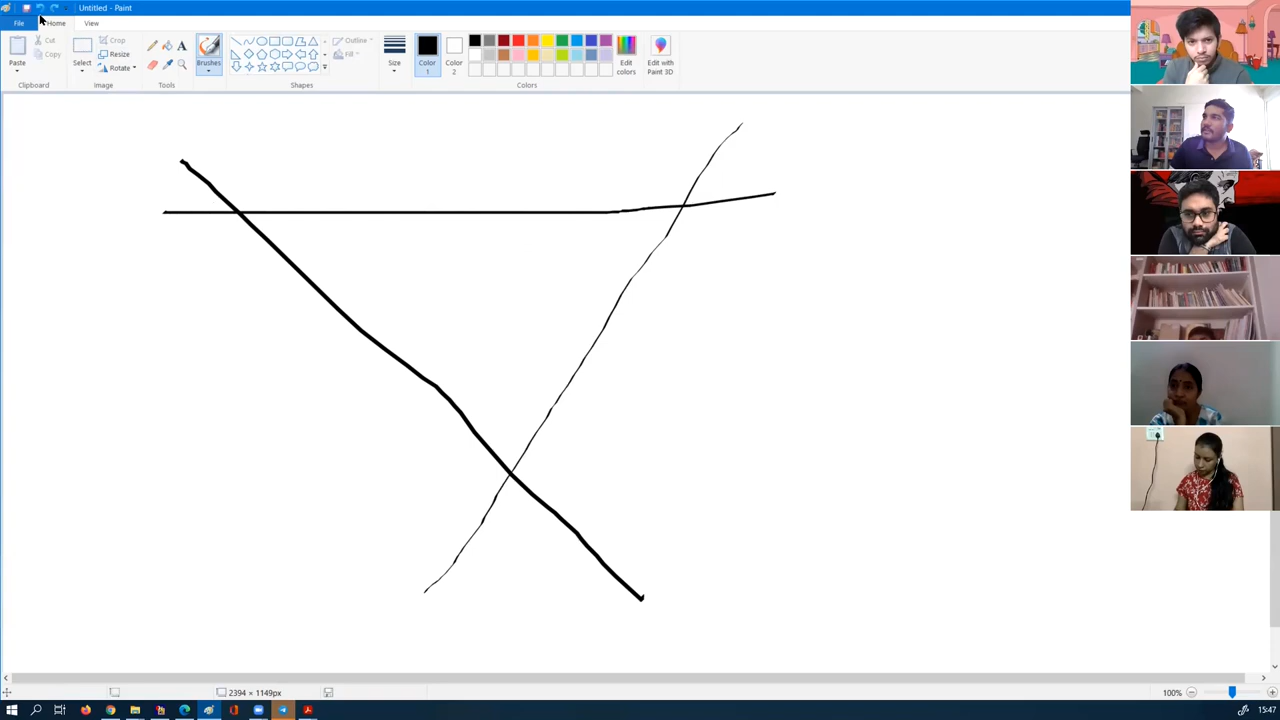 Untitled - Paint
File Home View
Paste
Cut
Copy
Clipboard
Select
Crop
Resize
Rotate
Image
A
Tools
Brushes
Outline
Fill
Shapes
Size
Color 1
Color 2
Edit colors
Edit with Paint 3D
Colors
2394 × 1149px
100%
15:47